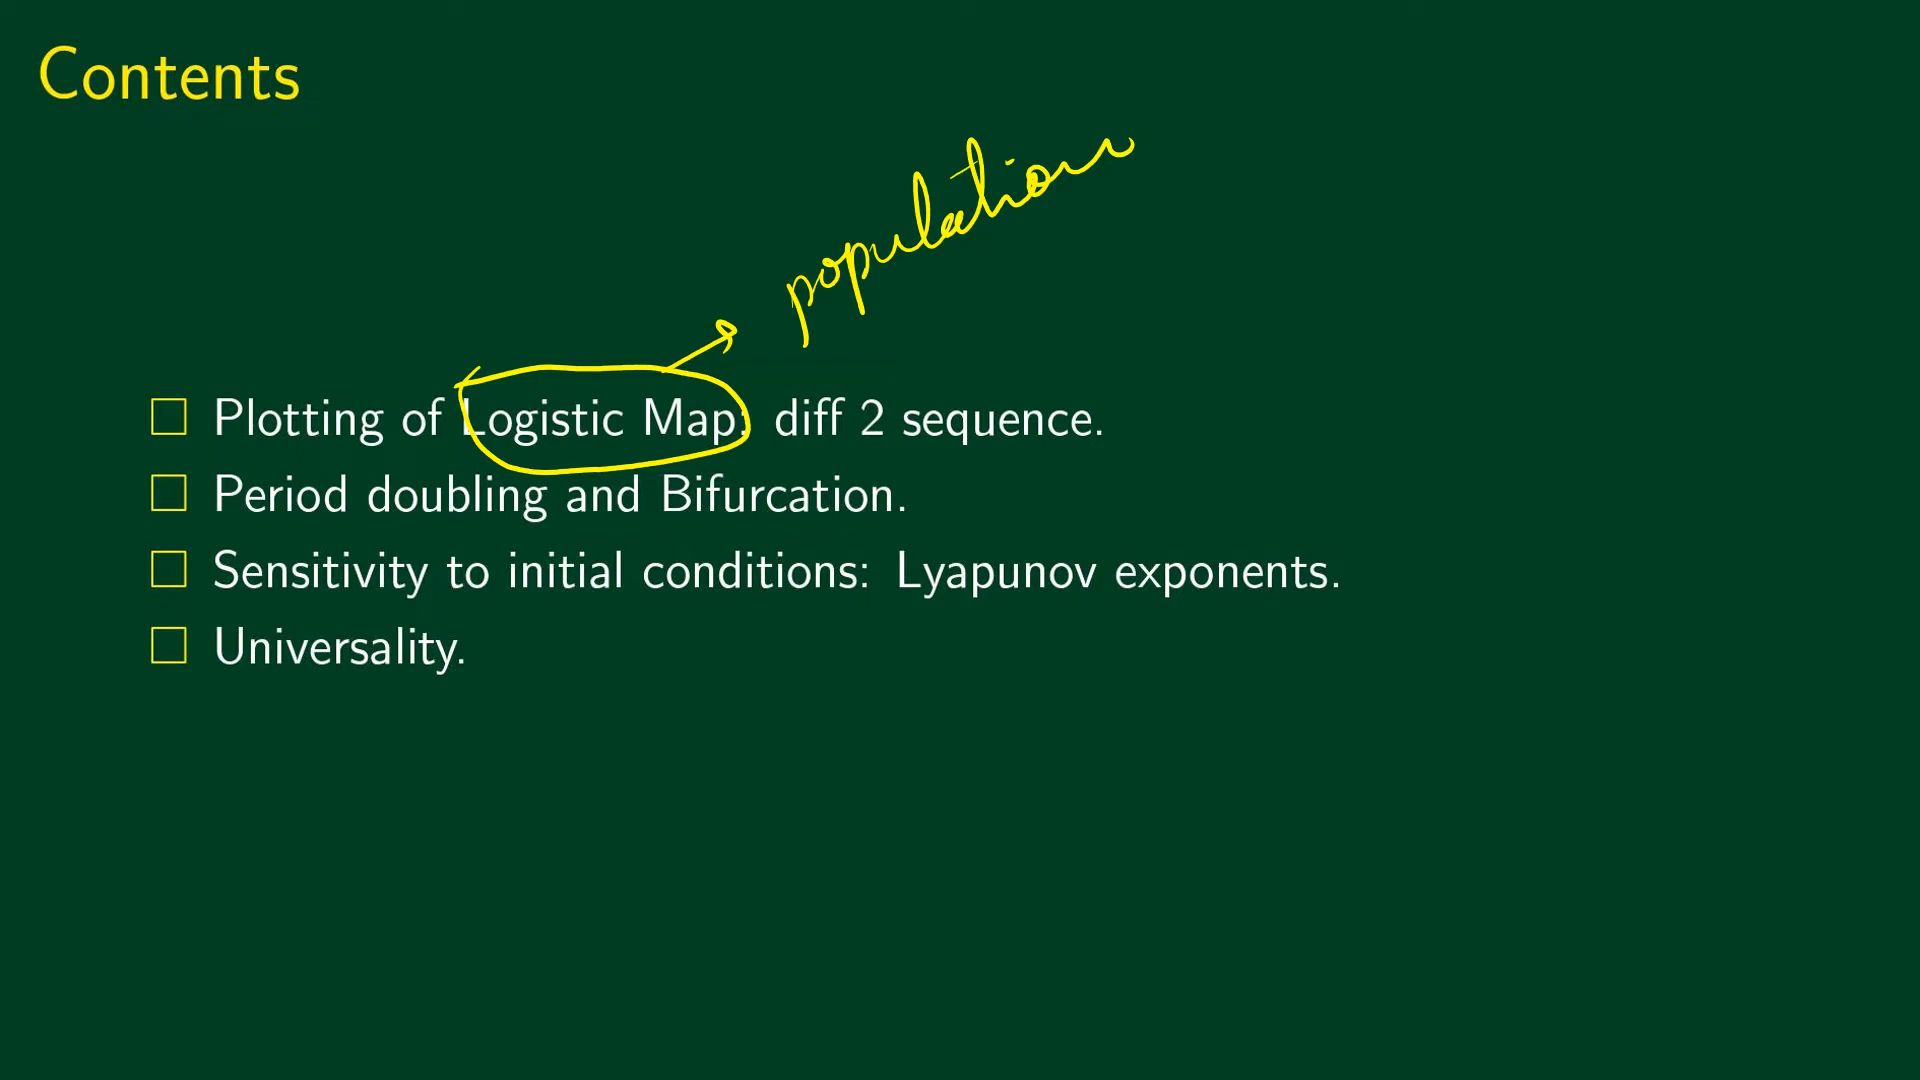 Contents
population
Plotting of Logistic Map: diff 2 sequence.
Period doubling and Bifurcation.
Sensitivity to initial conditions: Lyapunov exponents.
Universality.